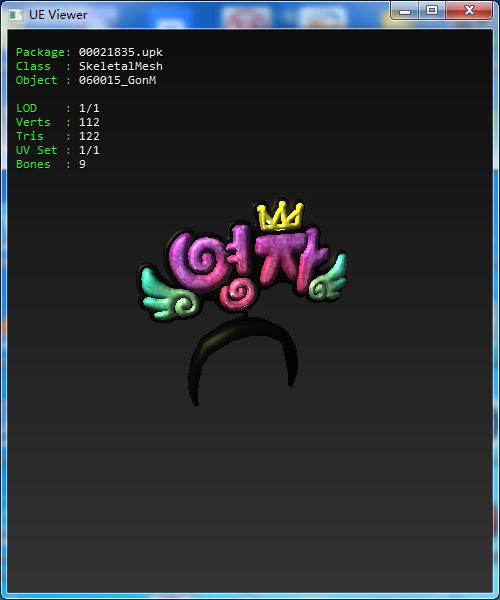 UE Viewer
Package: 00021835.upk
Class : SkeletalMesh
Object : 060015_GonM
LOD : 1/1
Verts : 112
Tris : 122
UV Set : 1/1
Bones : 9
영자